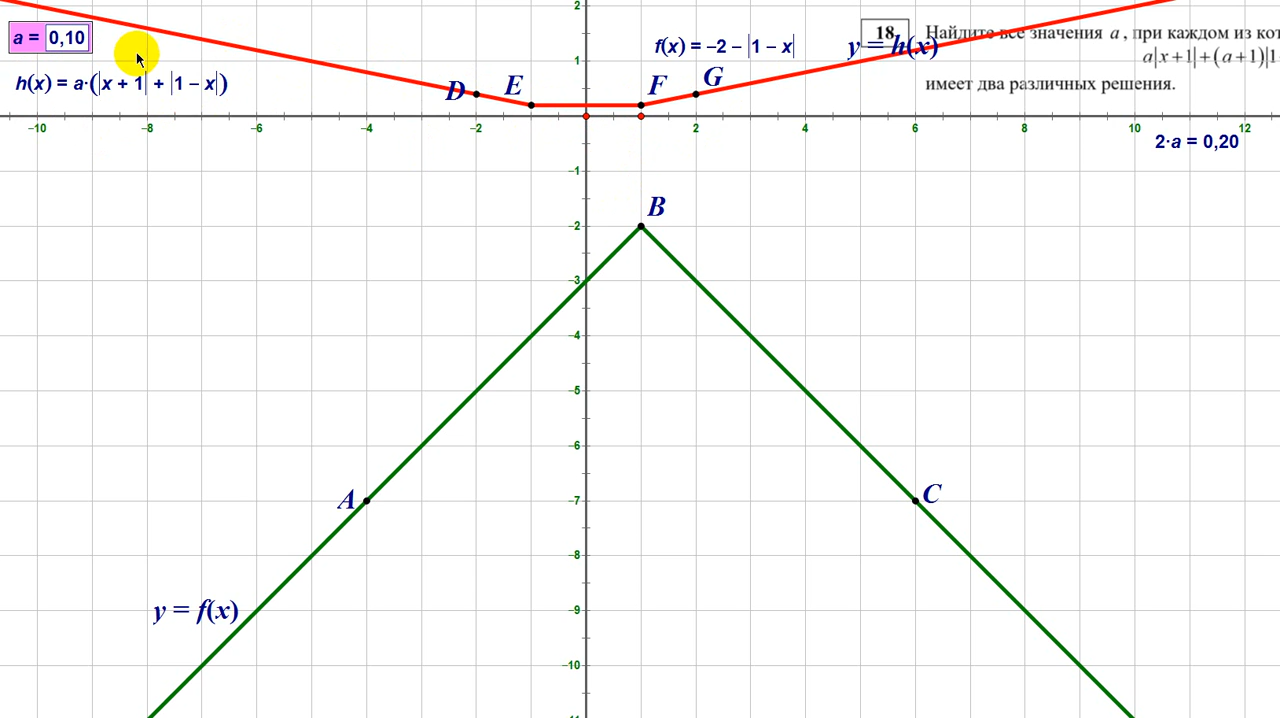 a = 0,10
h(x) = a·(|x + 1| + |1 − x|)
f(x) = −2 − |1 − x|
y = h(x)
18.
Найдите все значения a, при каждом из
a|x+1|+(a+1)|1
имеет два различных решения.
2·a = 0,20
D
E
F
G
B
A
C
y = f(x)
−10
−8
−6
−4
−2
2
4
6
8
10
12
2
1
−1
−2
−3
−4
−5
−6
−7
−8
−9
−10